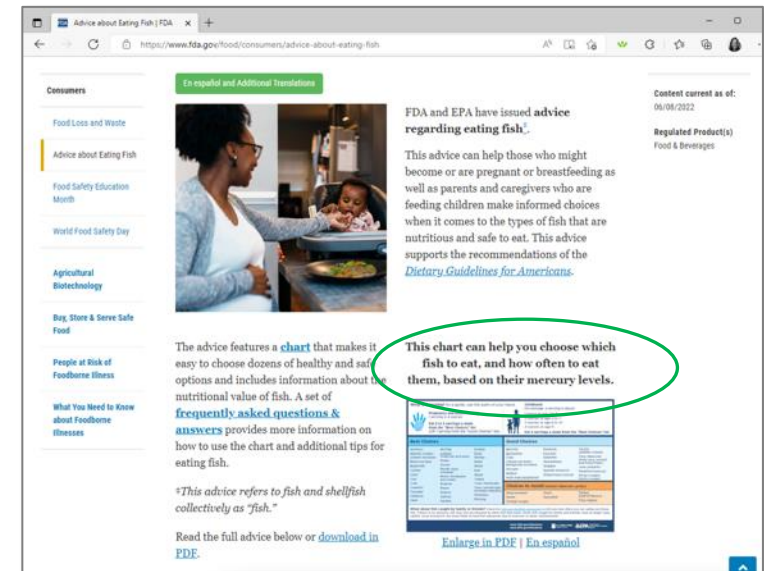 Advice about Eating Fish | FDA
https://www.fda.gov/food/consumers/advice-about-eating-fish
Consumers
Food Loss and Waste
Advice about Eating Fish
Food Safety Education
Month
World Food Safety Day
Agricultural
Biotechnology
Buy, Store & Serve Safe
Food
People at Risk of
Foodborne Illness
What You Need to Know
about Foodborne
Illnesses
En español and Additional Translations
FDA and EPA have issued advice
regarding eating fish‡.
This advice can help those who might
become or are pregnant or breastfeeding as
well as parents and caregivers who are
feeding children make informed choices
when it comes to the types of fish that are
nutritious and safe to eat. This advice
supports the recommendations of the
Dietary Guidelines for Americans.
Content current as of:
06/08/2022
Regulated Product(s)
Food & Beverages
The advice features a chart that makes it
easy to choose dozens of healthy and safe
options and includes information about the
nutritional value of fish. A set of
frequently asked questions &
answers provides more information on
how to use the chart and additional tips for
eating fish.
‡This advice refers to fish and shellfish
collectively as "fish."
Read the full advice below or download in
PDF.
This chart can help you choose which
fish to eat, and how often to eat
them, based on their mercury levels.
Best Choices
Good Choices
Choices to Avoid
Enlarge in PDF | En español